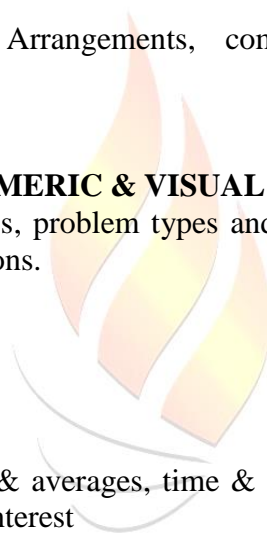 Arrangements, con
MERIC & VISUAL
s, problem types and
ons.
& averages, time &
nterest